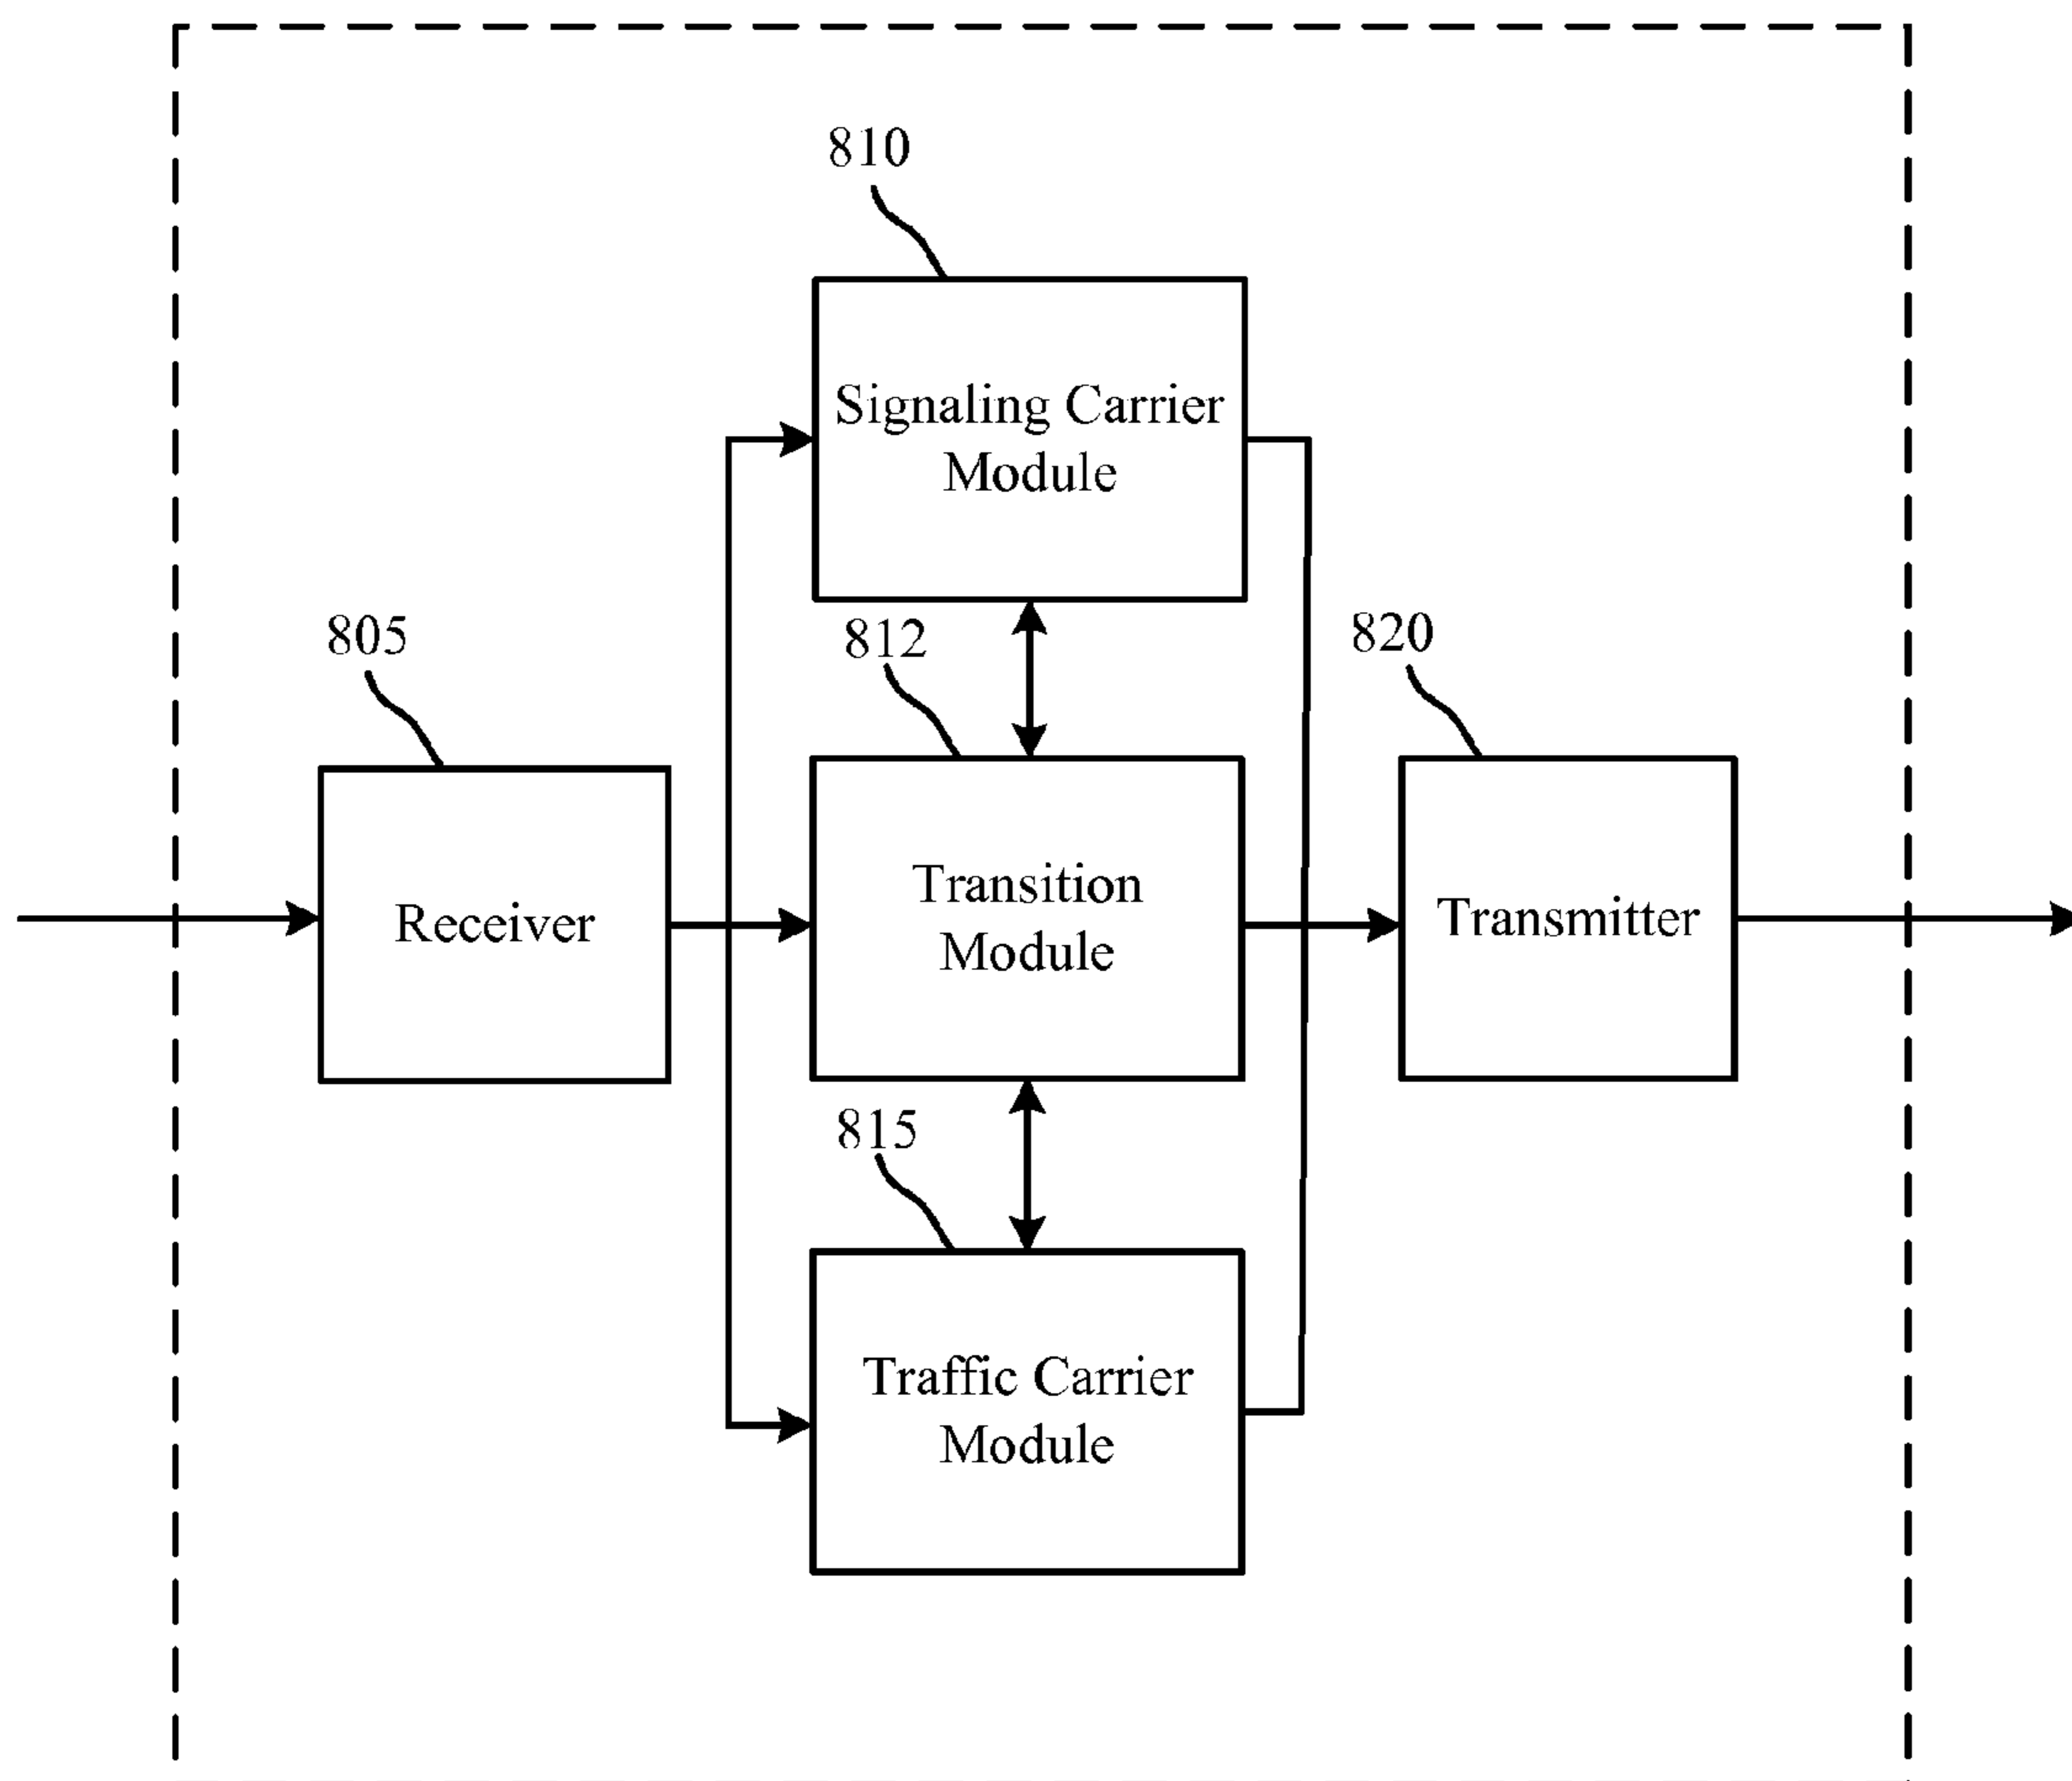 810
Signaling Carrier
Module
805
812
820
Receiver
Transition
Module
Transmitter
815
Traffic Carrier
Module